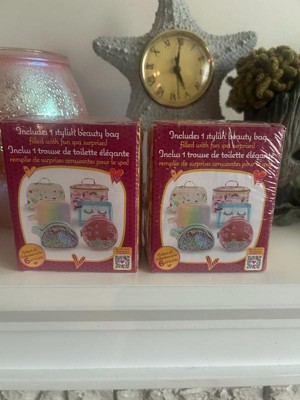 Includes 1 stylish beauty bag
filled with fun spa surprises!
Inclu 1 trousse de toilette élégante
remplie de surprises amusantes pour le spa!
6
Includes 1 stylish beauty bag
filled with fun spa surprises!
Inclu 1 trousse de toilette élégante
remplie de surprises amusantes pour le spa!
6